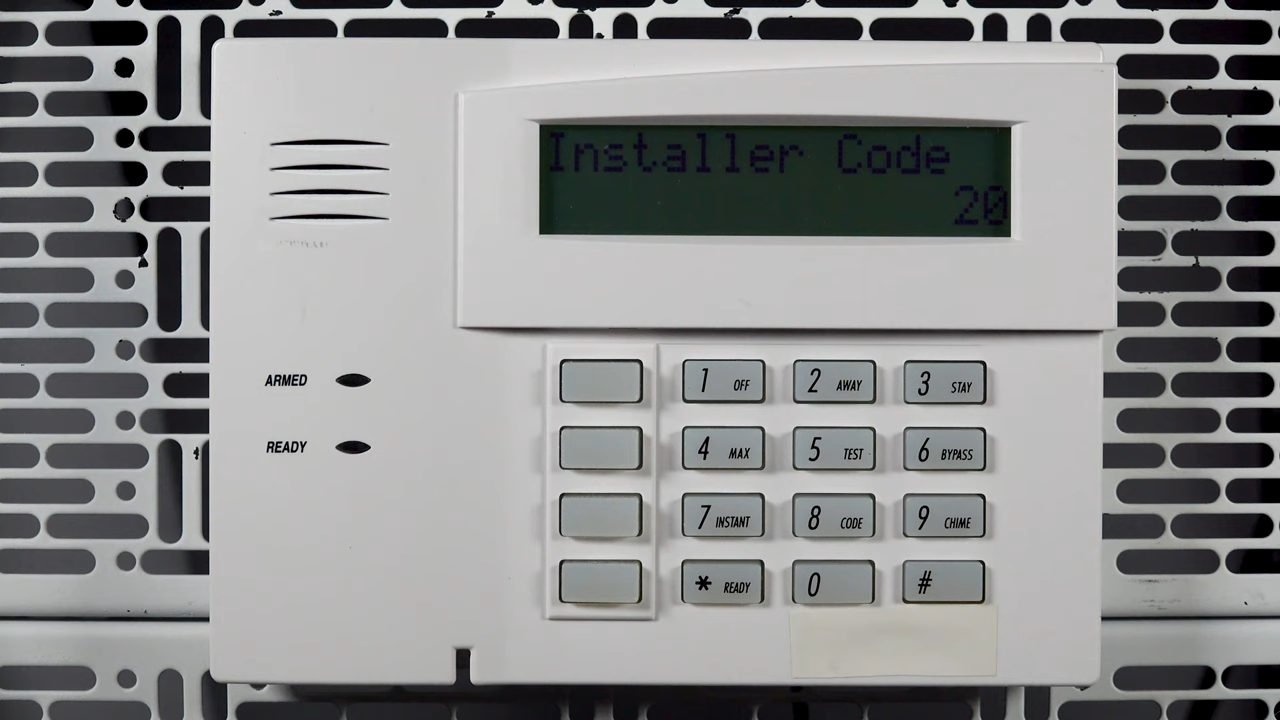 Installer Code
20
ARMED
READY
1 OFF
2 AWAY
3 STAY
4 MAX
5 TEST
6 BYPASS
7 INSTANT
8 CODE
9 CHIME
* READY
0
#